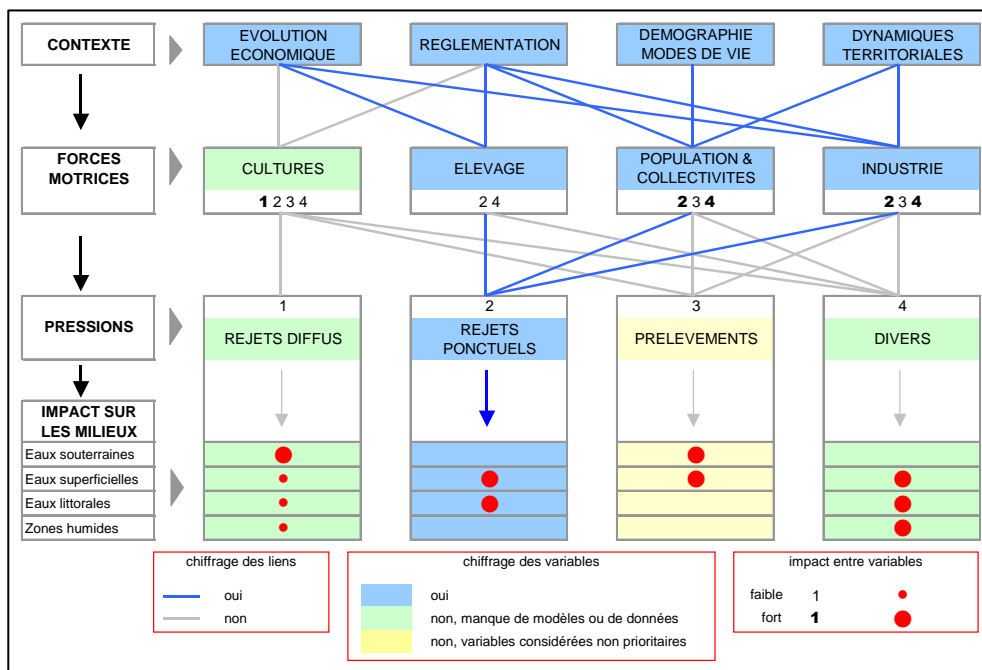 CONTEXTE
EVOLUTION
ECONOMIQUE
REGLEMENTATION
DEMOGRAPHIE
MODES DE VIE
DYNAMIQUES
TERRITORIALES
FORCES
MOTRICES
CULTURES
ELEVAGE
POPULATION &
COLLECTIVITES
INDUSTRIE
1 2 3 4
2 4
2 3 4
2 3 4
PRESSIONS
1
REJETS DIFFUS
2
REJETS
PONCTUELS
3
PRELEVEMENTS
4
DIVERS
IMPACT SUR
LES MILIEUX
Eaux souterraines
Eaux superficielles
Eaux littorales
Zones humides
chiffrage des liens
oui
non
chiffrage des variables
oui
non, manque de modèles ou de données
non, variables considérées non prioritaires
impact entre variables
faible 1
fort 1